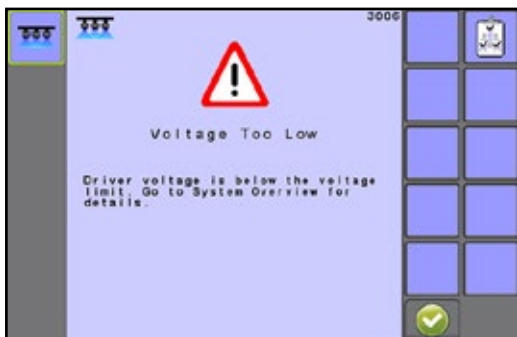 3006
Voltage Too Low
Driver voltage is below the voltage
limit. Go to System Overview for
details.